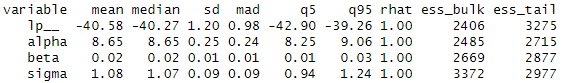 variable mean median sd mad q5 q95 rhat ess_bulk ess_tail
lp__ -40.58 -40.27 1.20 0.98 -42.90 -39.26 1.00 2406 3275
alpha 8.65 8.65 0.25 0.24 8.25 9.06 1.00 2485 2715
beta 0.02 0.02 0.01 0.01 0.01 0.03 1.00 2669 2877
sigma 1.08 1.07 0.09 0.09 0.94 1.24 1.00 3372 2977